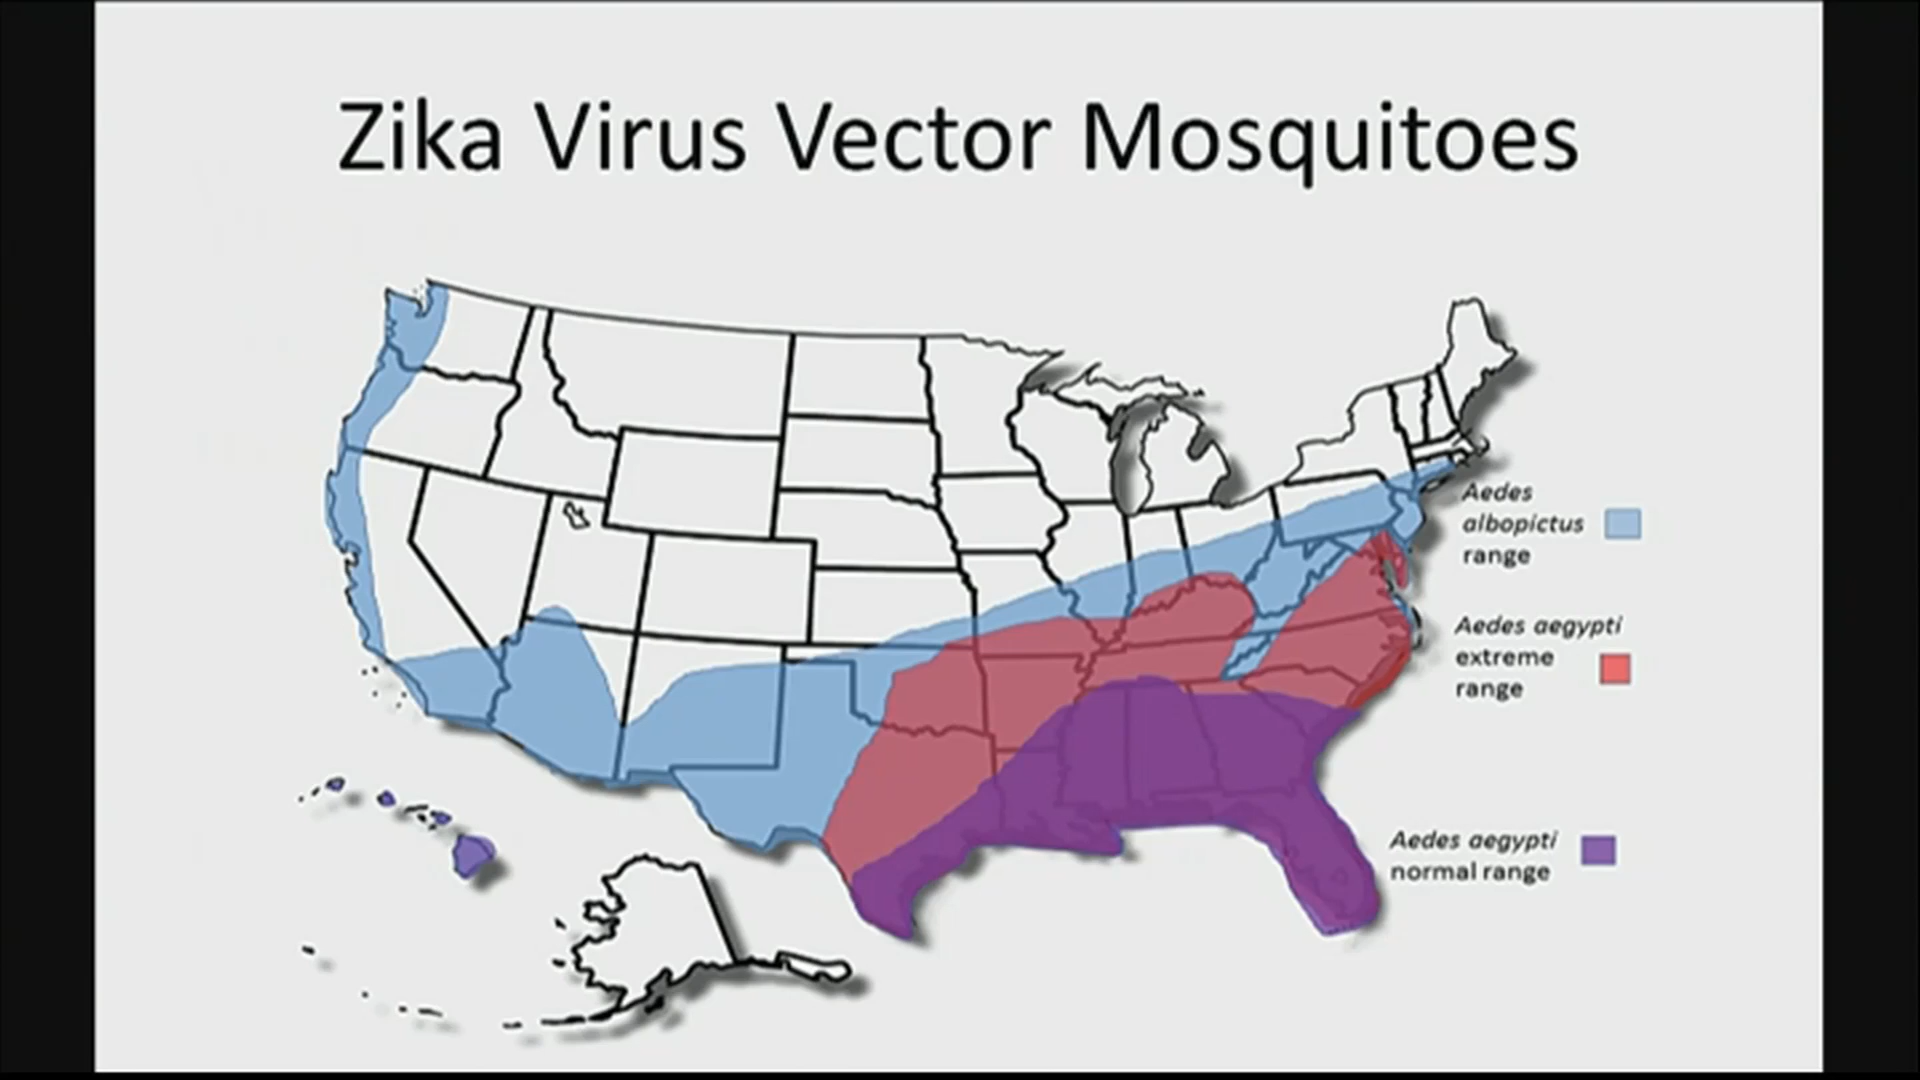 Zika Virus Vector Mosquitoes
Aedes
albopictus
range
Aedes aegypti
extreme
range
Aedes aegypti
normal range